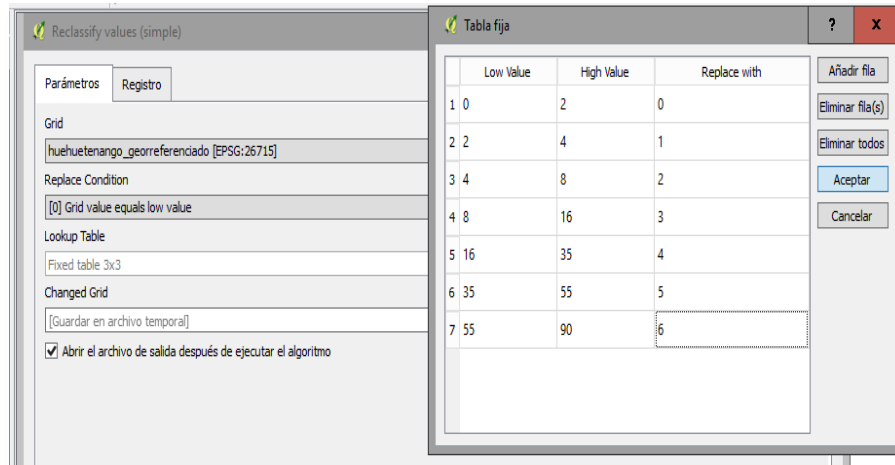 Reclassify values (simple)
Parámetros Registro
Grid
huehuetenango_georreferenciado [EPSG:26715]
Replace Condition
[0] Grid value equals low value
Lookup Table
Fixed table 3x3
Changed Grid
[Guardar en archivo temporal]
Abrir el archivo de salida después de ejecutar el algoritmo
Tabla fija ? X
Low Value High Value Replace with
1 0 2 0
2 2 4 1
3 4 8 2
4 8 16 3
5 16 35 4
6 35 55 5
7 55 90 6
Añadir fila
Eliminar fila(s)
Eliminar todos
Aceptar
Cancelar